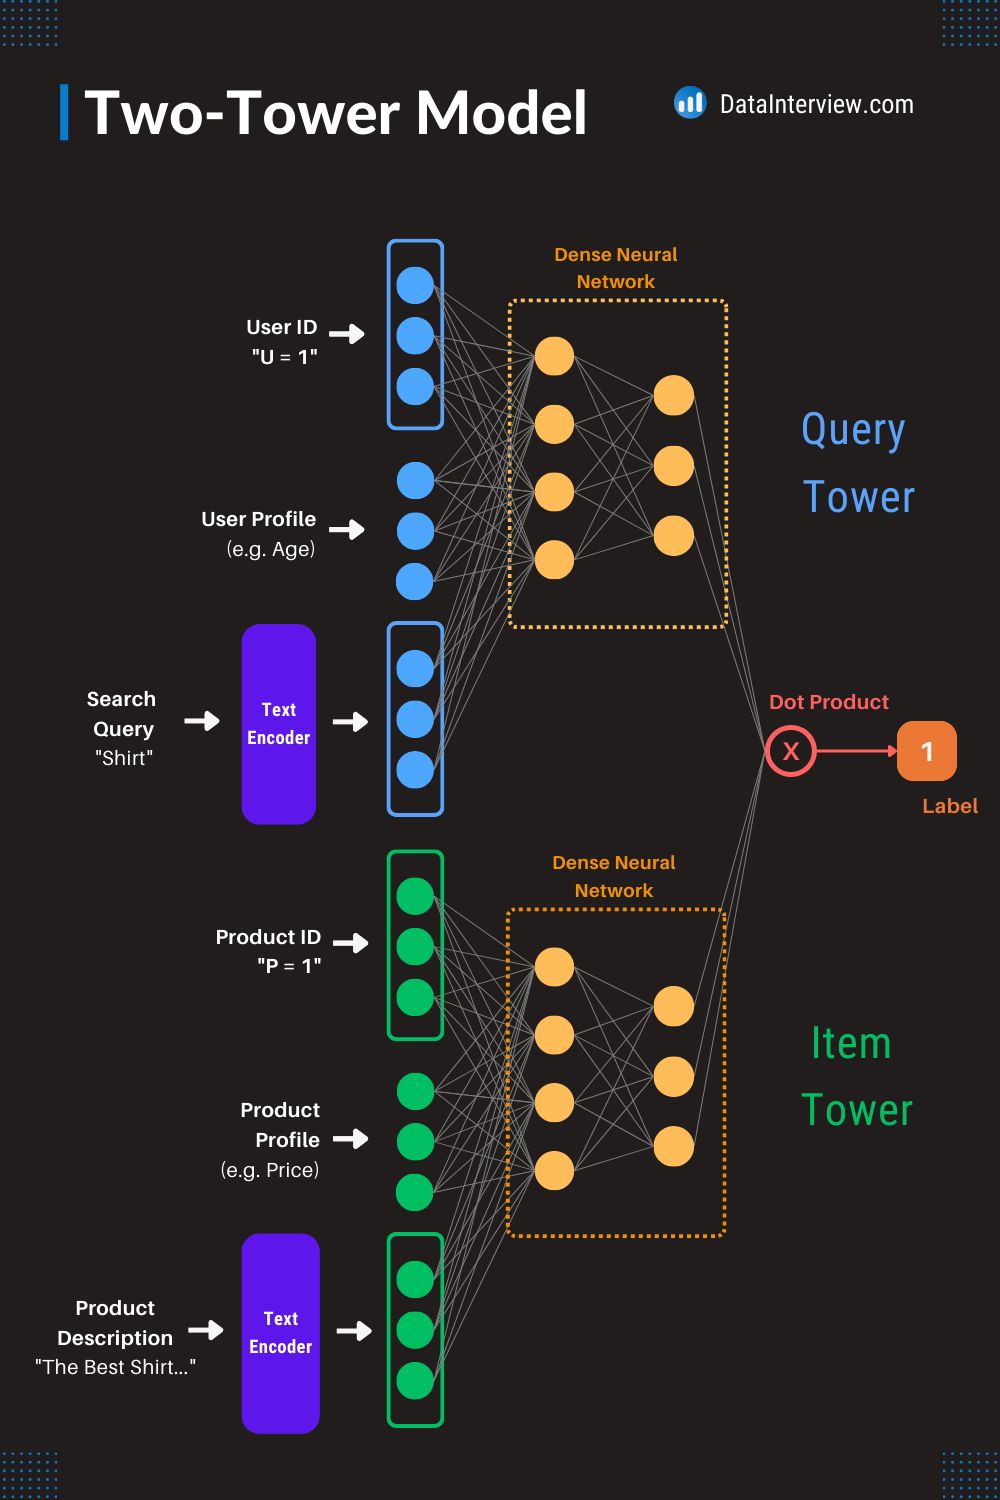 Two-Tower Model
DataInterview.com
Dense Neural
Network
User ID
"U = 1"
Query
Tower
User Profile
(e.g. Age)
Search
Query
"Shirt"
Text
Encoder
Dot Product
X
1
Label
Dense Neural
Network
Product ID
"P = 1"
Item
Tower
Product
Profile
(e.g. Price)
Product
Description
"The Best Shirt..."
Text
Encoder